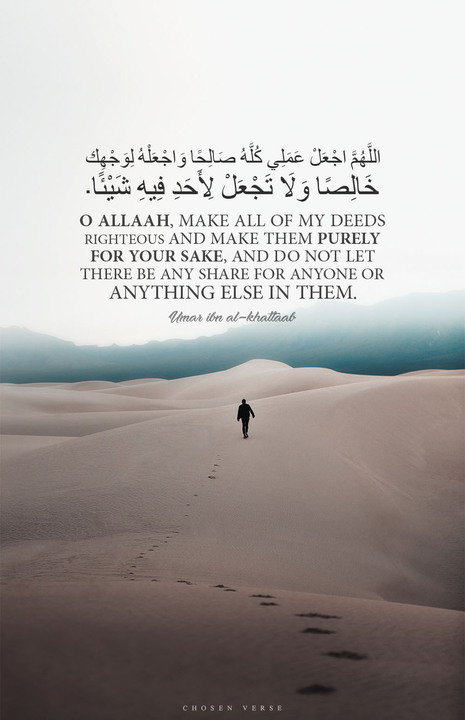 اللَّهُمَّ اجْعَلْ عَمَلِي كُلَّهُ صَالِحًا وَاجْعَلْهُ لِوَجْهِكَ
خَالِصًا وَلَا تَجْعَلْ لِأَحَدٍ فِيهِ شَيْئًا.
O ALLAAH, MAKE ALL OF MY DEEDS
RIGHTEOUS AND MAKE THEM PURELY
FOR YOUR SAKE, AND DO NOT LET
THERE BE ANY SHARE FOR ANYONE OR
ANYTHING ELSE IN THEM.
Umar ibn al-khattaab
CHOSEN VERSE